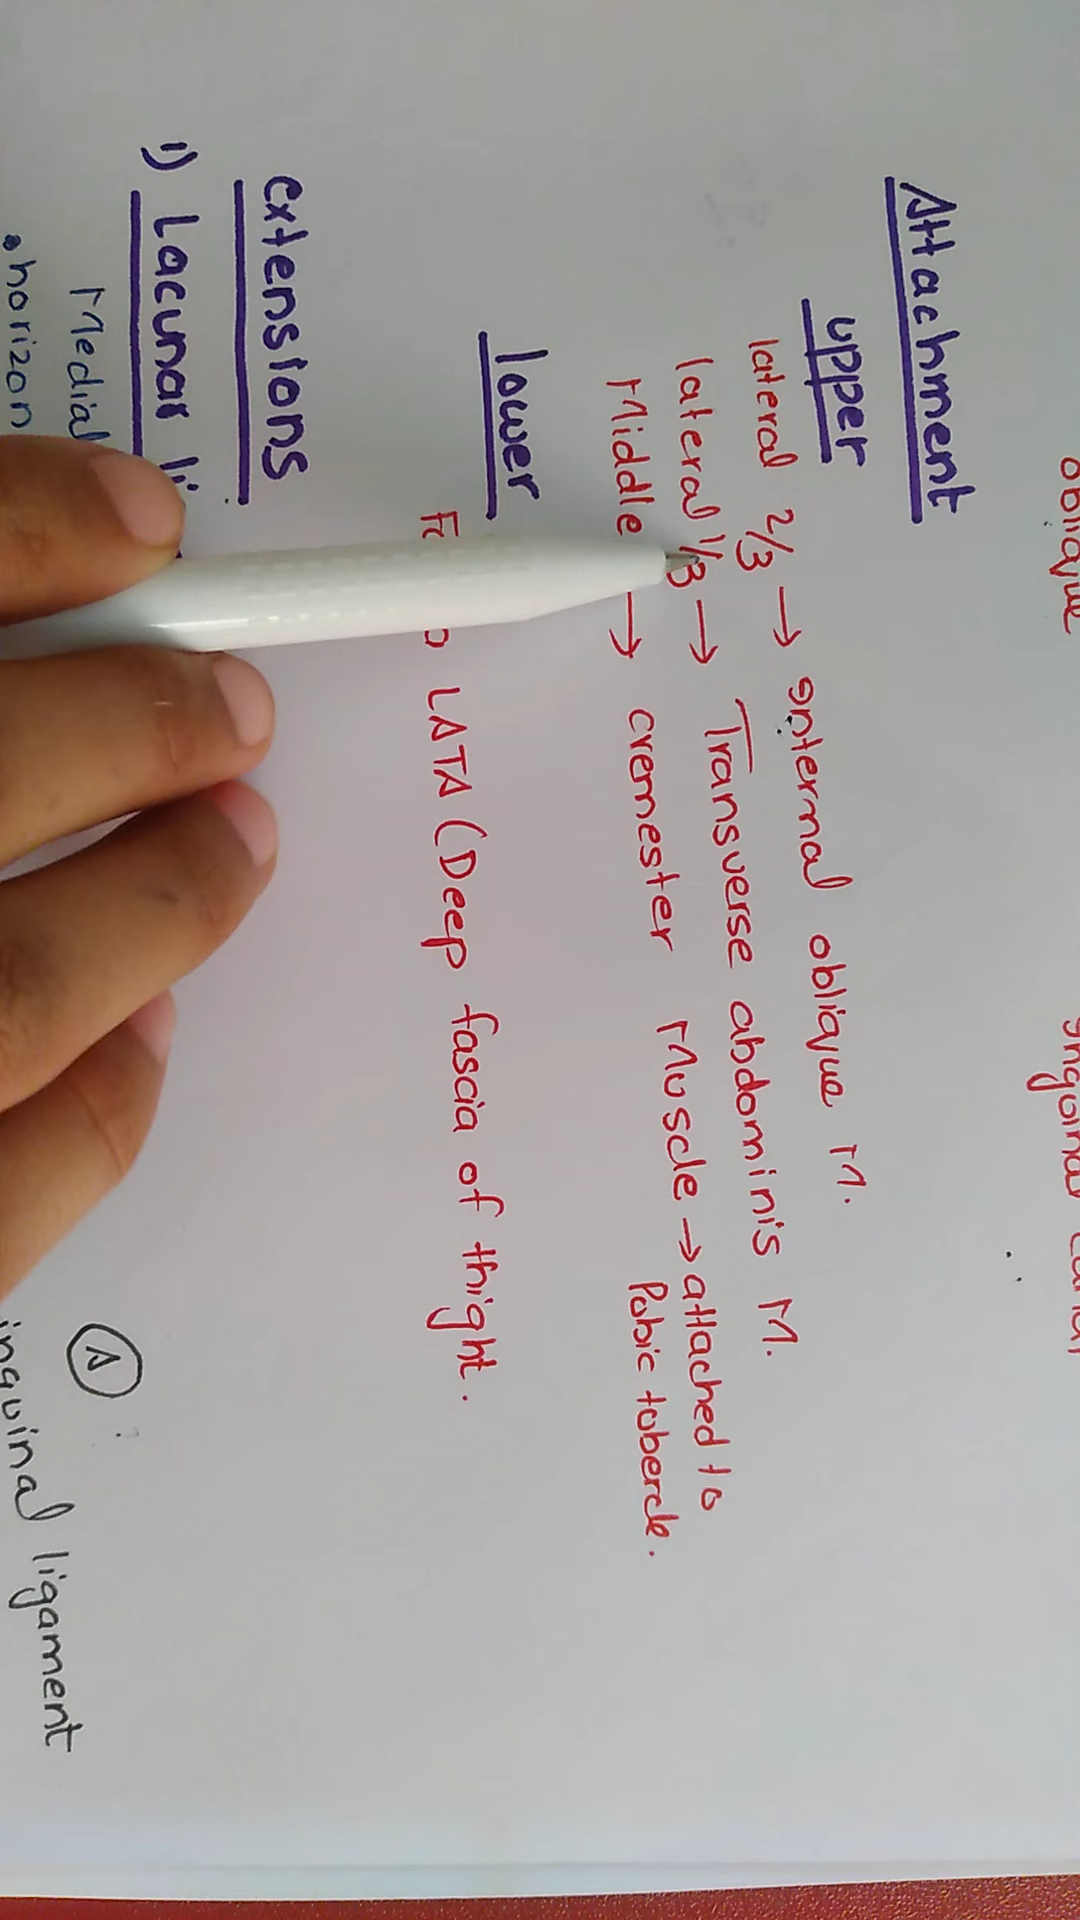 oblique
inguinal canal
Attachment
upper
lateral 2/3 → internal oblique M.
lateral 1/3 → Transverse abdominis M.
Middle → cremester Muscle → attached to
Pubic tubercle.
lower
LATA (Deep fascia of thight.
extensions
1) Lacunar
Medial
• horizon
A
inguinal ligament